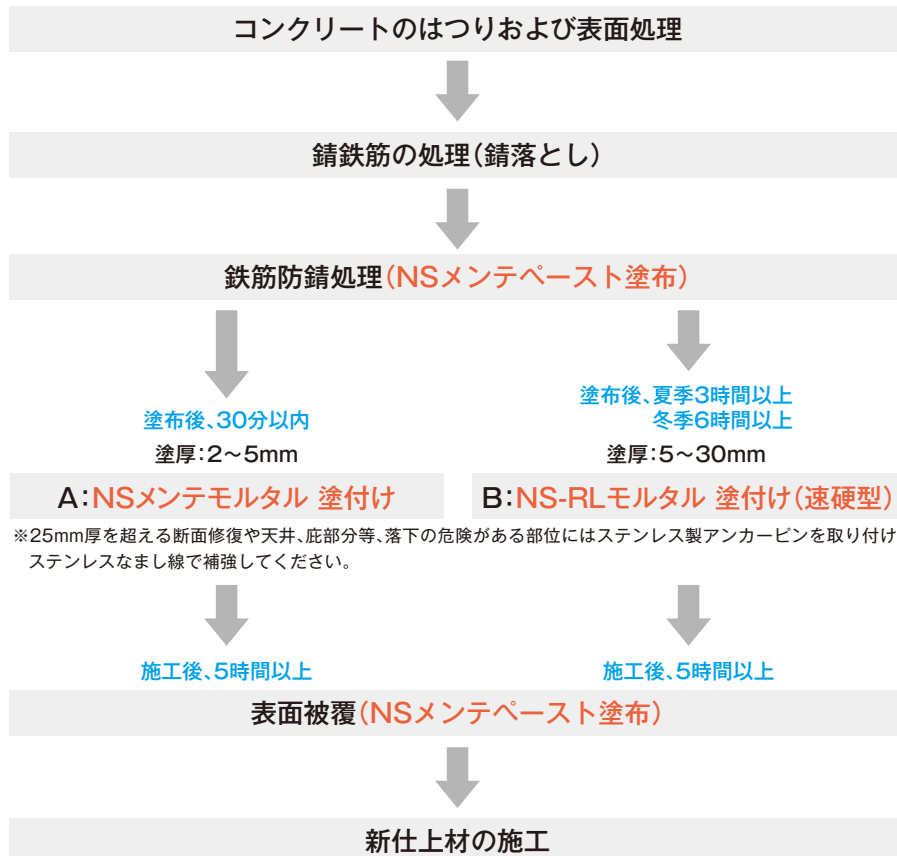 コンクリートのはつりおよび表面処理
錆鉄筋の処理(錆落とし)
鉄筋防錆処理(NSメンテペースト塗布)
塗布後、30分以内
塗厚:2〜5mm
A:NSメンテモルタル 塗付け
塗布後、夏季3時間以上
冬季6時間以上
塗厚:5〜30mm
B:NS-RLモルタル 塗付け(速硬型)
※25mm厚を超える断面修復や天井、庇部分等、落下の危険がある部位にはステンレス製アンカーピンを取り付け
ステンレスなまし線で補強してください。
施工後、5時間以上
施工後、5時間以上
表面被覆(NSメンテペースト塗布)
新仕上材の施工